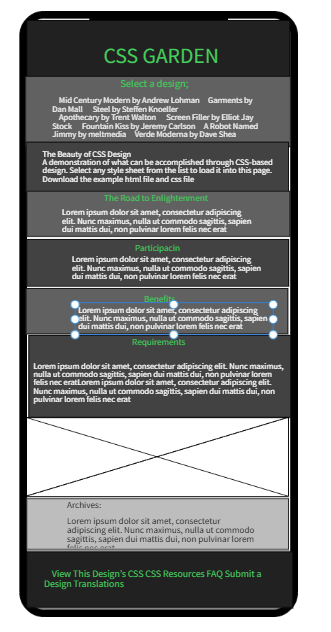 CSS GARDEN
Select a design;
Mid Century Modern by Andrew Lohman Garments by
Dan Mall Steel by Steffen Knoeller
Apothecary by Trent Walton Screen Filler by Elliot Jay
Stock Fountain Kiss by Jeremy Carlson A Robot Named
Jimmy by meltmedia Verde Moderna by Dave Shea
The Beauty of CSS Design
A demonstration of what can be accomplished through CSS-based
design. Select any style sheet from the list to load it into this page.
Download the example html file and css file
The Road to Enlightenment
Lorem ipsum dolor sit amet, consectetur adipiscing
elit. Nunc maximus, nulla ut commodo sagittis, sapien
dui mattis dui, non pulvinar lorem felis nec erat
Participacin
Lorem ipsum dolor sit amet, consectetur adipiscing
elit. Nunc maximus, nulla ut commodo sagittis, sapien
dui mattis dui, non pulvinar lorem felis nec erat
Benefits
Lorem ipsum dolor sit amet, consectetur adipiscing
elit. Nunc maximus, nulla ut commodo sagittis, sapien
dui mattis dui, non pulvinar lorem felis nec erat
Requirements
Lorem ipsum dolor sit amet, consectetur adipiscing elit. Nunc maximus,
nulla ut commodo sagittis, sapien dui mattis dui, non pulvinar lorem
felis nec eratLorem ipsum dolor sit amet, consectetur adipiscing elit.
Nunc maximus, nulla ut commodo sagittis, sapien dui mattis dui, non
pulvinar lorem felis nec erat
Archives:
Lorem ipsum dolor sit amet, consectetur
adipiscing elit. Nunc maximus, nulla ut commodo
sagittis, sapien dui mattis dui, non pulvinar lorem
felis nec erat
View This Design's CSS CSS Resources FAQ Submit a
Design Translations